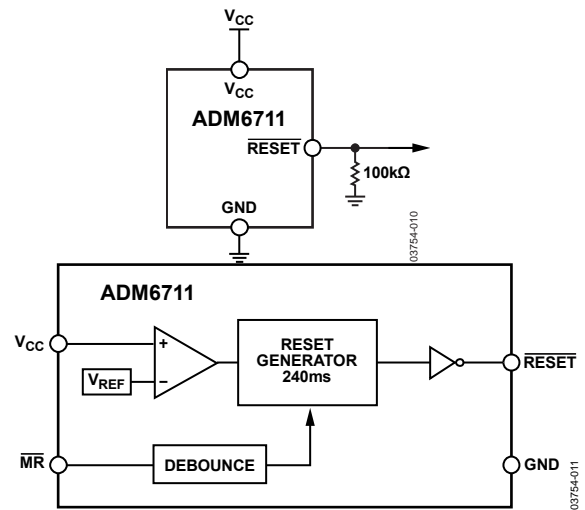 VCC
VCC
ADM6711
RESET
100kΩ
GND
03754-010
ADM6711
VCC
+
VREF
–
RESET
GENERATOR
240ms
RESET
MR
DEBOUNCE
GND
03754-011